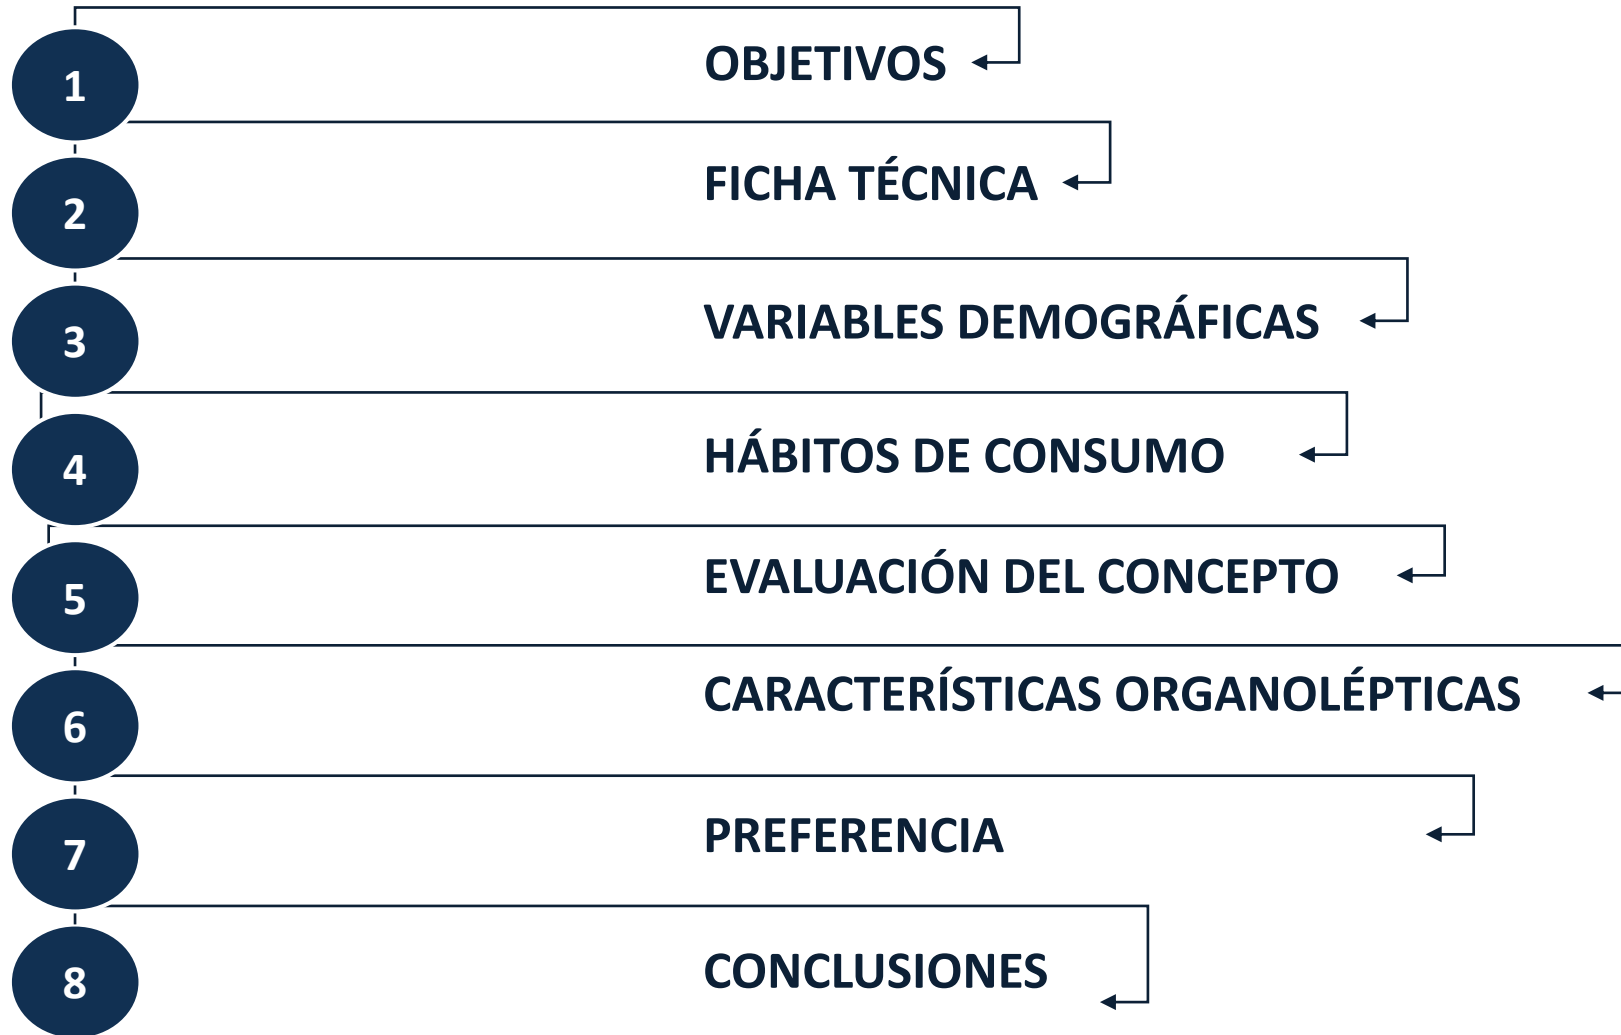 1
OBJETIVOS
2
FICHA TÉCNICA
3
VARIABLES DEMOGRÁFICAS
4
HÁBITOS DE CONSUMO
5
EVALUACIÓN DEL CONCEPTO
6
CARACTERÍSTICAS ORGANOLÉPTICAS
7
PREFERENCIA
8
CONCLUSIONES